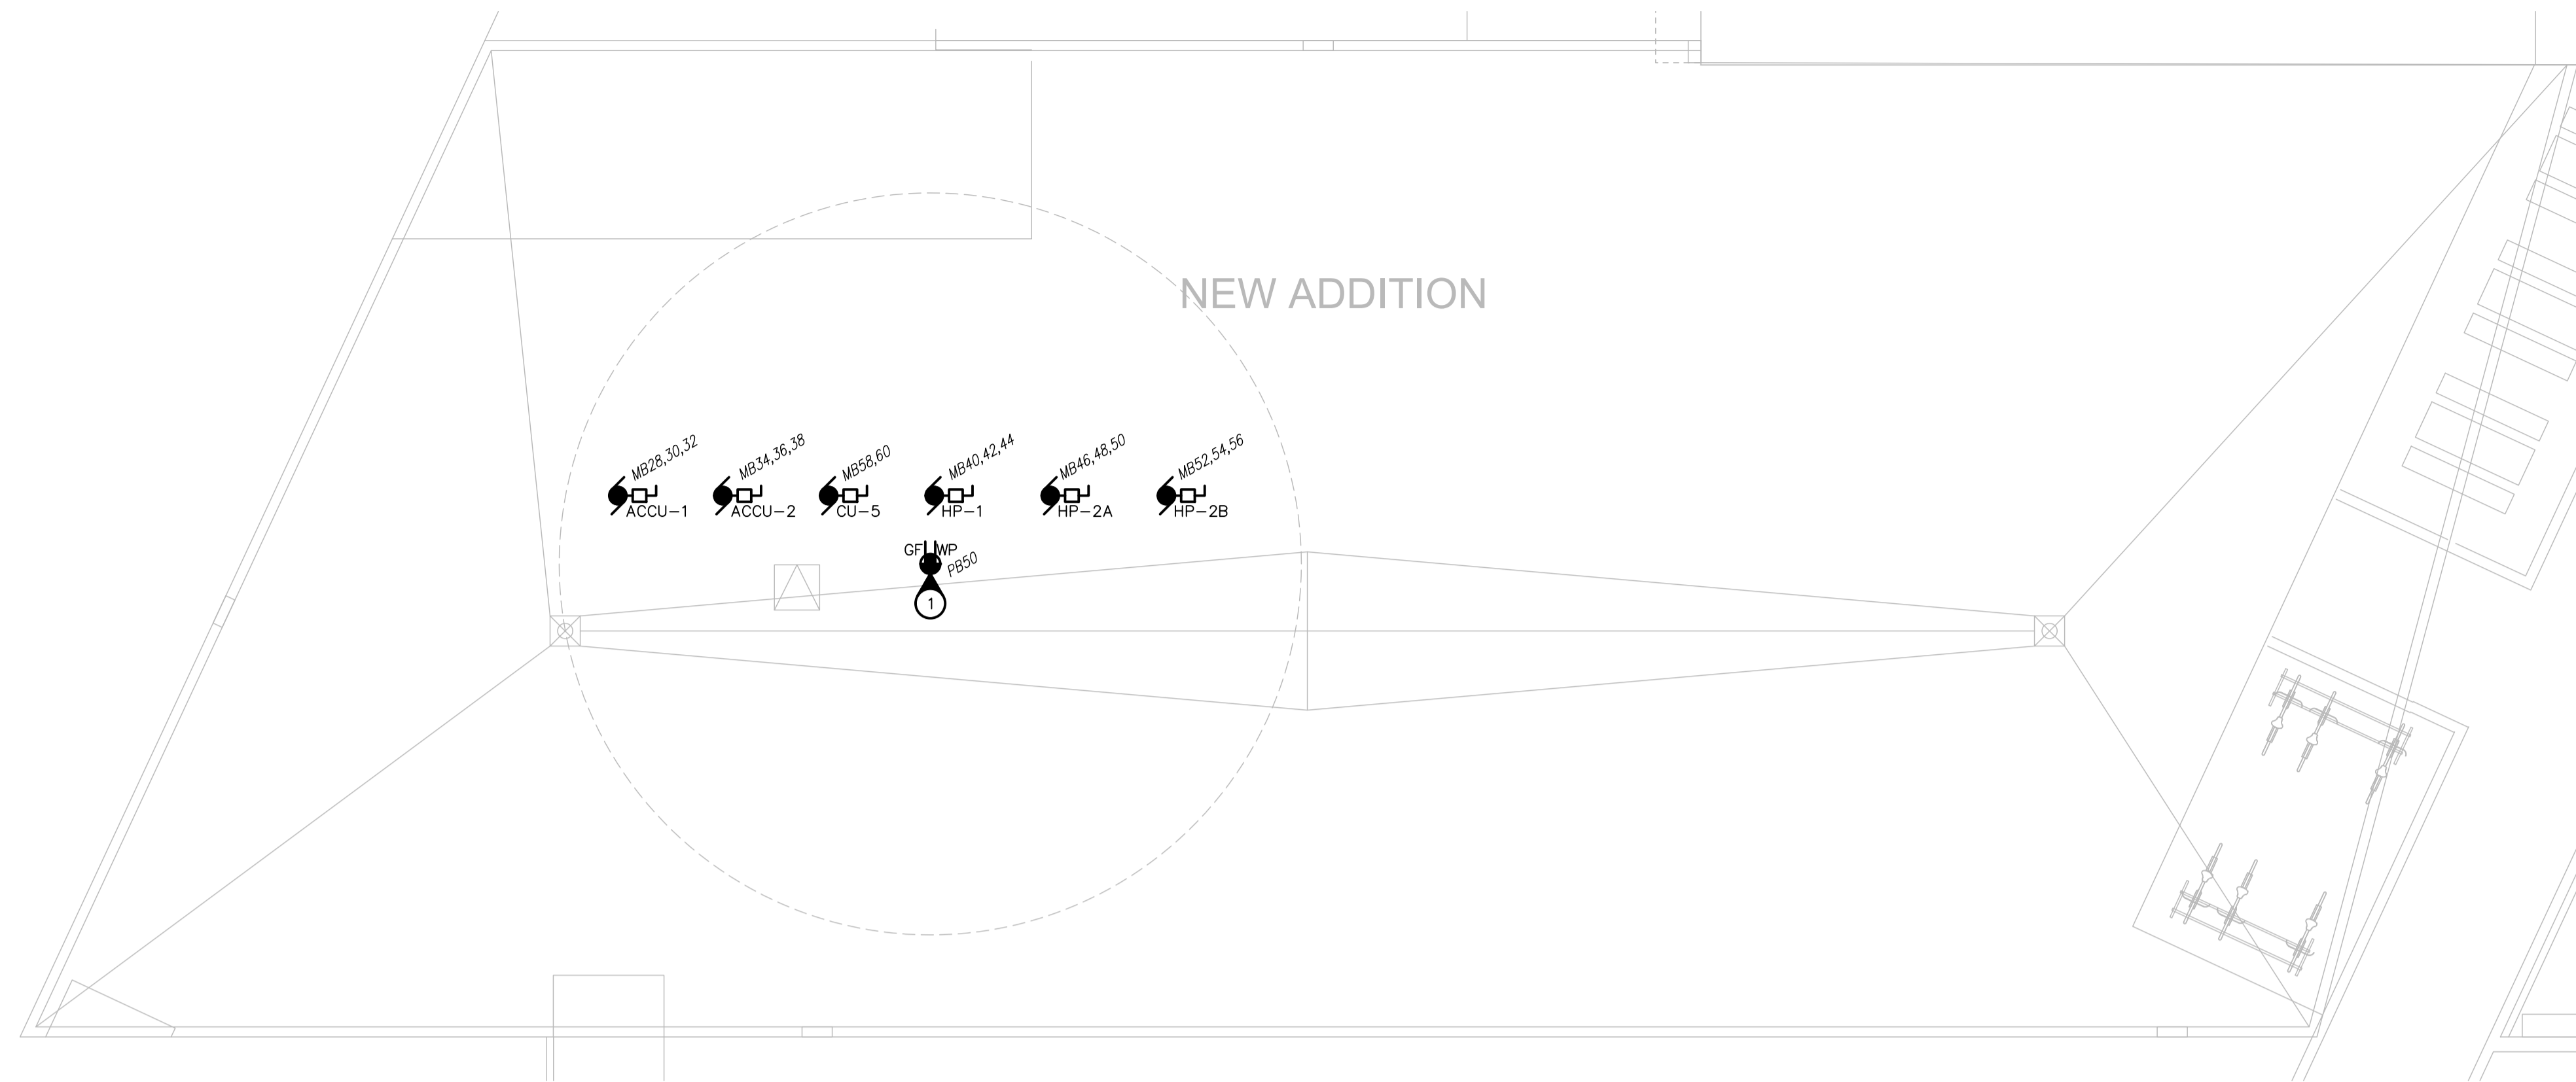 NEW ADDITION
MB28,30,32
MB34,36,38
MB58,60
MB40,42,44
MB46,48,50
MB52,54,56
ACCU-1
ACCU-2
CU-5
HP-1
HP-2A
HP-2B
GF WP
PB50
1